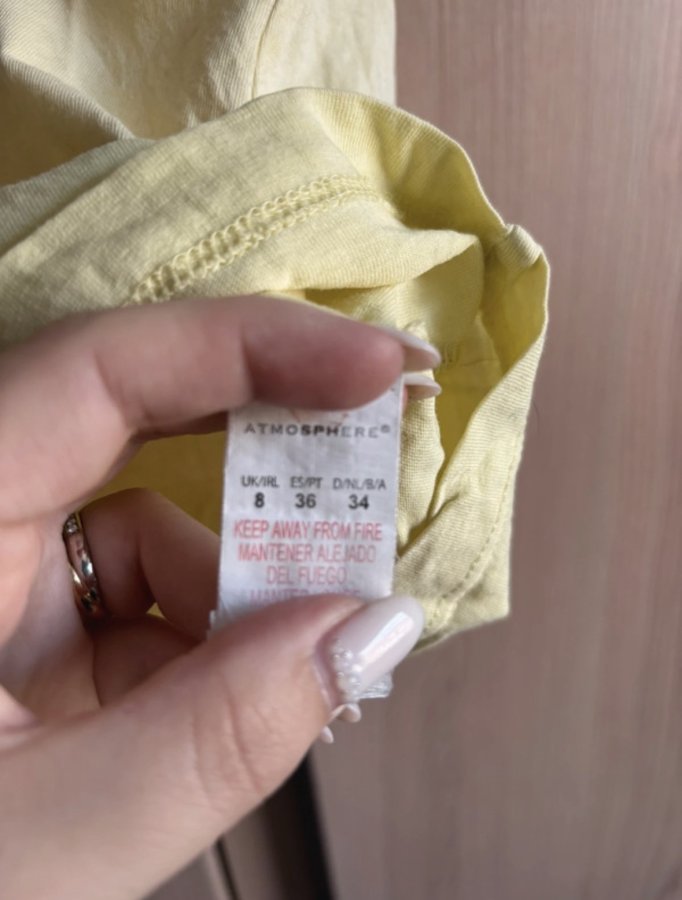 ATMOSPHERE®
UK/IRL ES/PT D/NL/B/A
8 36 34
KEEP AWAY FROM FIRE
MANTENER ALEJADO
DEL FUEGO